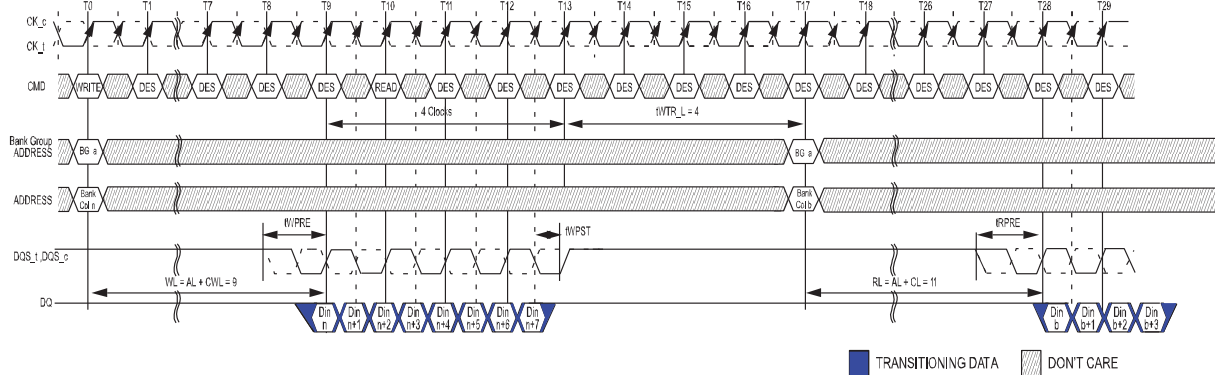 T0 T1 T7 T8 T9 T10 T11 T12 T13 T14 T15 T16 T17 T18 T26 T27 T28 T29
CK_c
CK_t
CMD WRITE DES DES DES DES READ DES DES DES DES DES DES DES DES DES DES DES DES
4 Clocks tWTR_L = 4
Bank Group
ADDRESS BG a BG a
ADDRESS Bank
Col n Bank
Col b
tWPRE tWPST tRPRE
DQS_t,DQS_c
WL = AL + CWL = 9 RL = AL + CL = 11
DQ Din
n Din
n+1 Din
n+2 Din
n+3 Din
n+4 Din
n+5 Din
n+6 Din
n+7 Din
b Din
b+1 Din
b+2 Din
b+3
TRANSITIONING DATA DON'T CARE